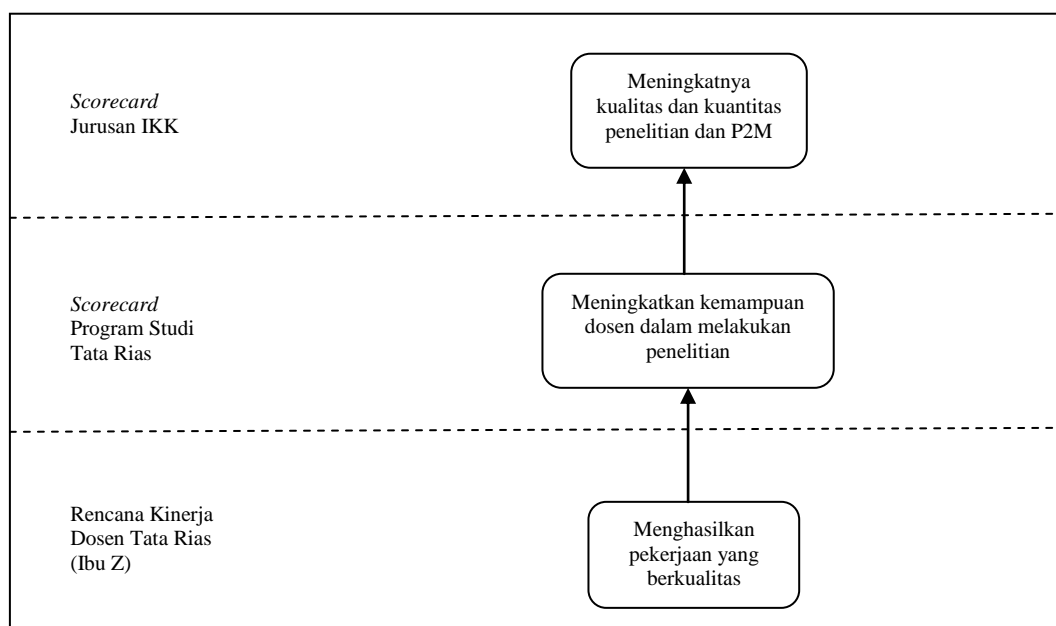 Scorecard
Jurusan IKK
Meningkatnya
kualitas dan kuantitas
penelitian dan P2M
Scorecard
Program Studi
Tata Rias
Meningkatkan kemampuan
dosen dalam melakukan
penelitian
Rencana Kinerja
Dosen Tata Rias
(Ibu Z)
Menghasilkan
pekerjaan yang
berkualitas